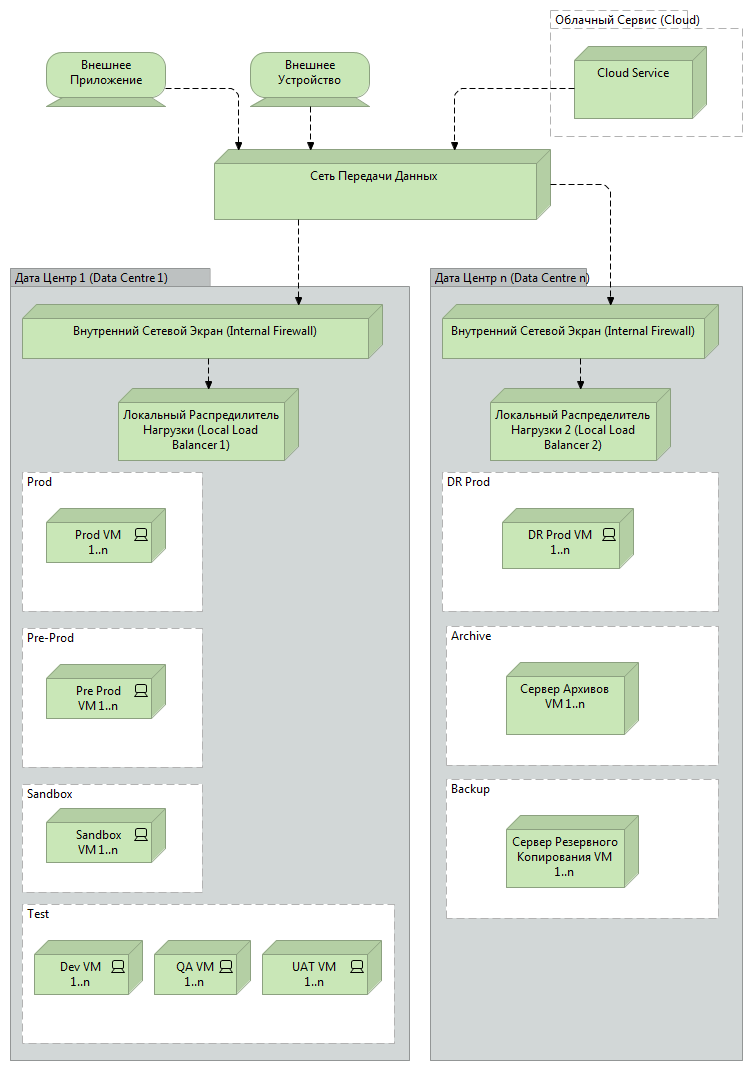 Облачный Сервис (Cloud)
Внешнее
Приложение
Внешнее
Устройство
Cloud Service
Сеть Передачи Данных
Дата Центр 1 (Data Centre 1)
Внутренний Сетевой Экран (Internal Firewall)
Локальный Распредилитель
Нагрузки (Local Load
Balancer 1)
Prod
Prod VM
1..n
Pre-Prod
Pre Prod
VM 1..n
Sandbox
Sandbox
VM 1..n
Test
Dev VM
1..n
QA VM
1..n
UAT VM
1..n
Дата Центр n (Data Centre n)
Внутренний Сетевой Экран (Internal Firewall)
Локальный Распределитель
Нагрузки 2 (Local Load
Balancer 2)
DR Prod
DR Prod VM
1..n
Archive
Сервер Архивов
VM 1..n
Backup
Сервер Резервного
Копирования VM
1..n